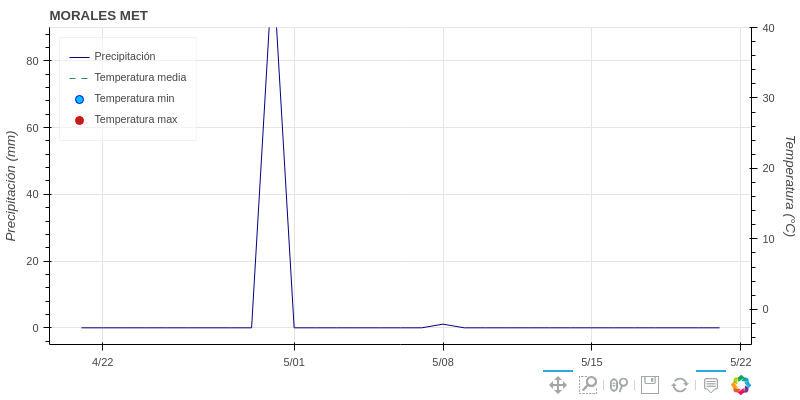 MORALES MET
Precipitación
Temperatura media
Temperatura min
Temperatura max
Precipitación (mm)
80
60
40
20
0
Temperatura (°C)
40
30
20
10
0
4/22
5/01
5/08
5/15
5/22